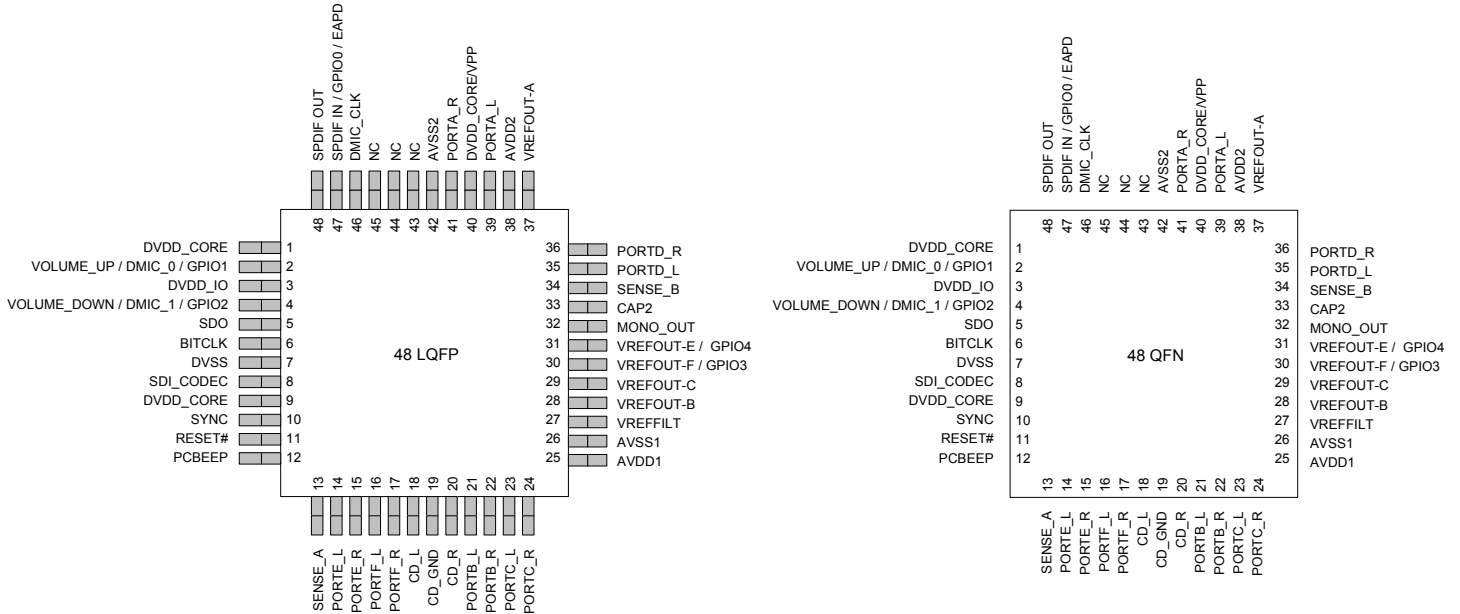 SPDIF OUT
SPDIF IN / GPIO0 / EAPD
DMIC_CLK
NC
NC
NC
AVSS2
PORTA_R
DVDD_CORE/VPP
PORTA_L
AVDD2
VREFOUT-A
48
47
46
45
44
43
42
41
40
39
38
37
DVDD_CORE 1
VOLUME_UP / DMIC_0 / GPIO1 2
DVDD_IO 3
VOLUME_DOWN / DMIC_1 / GPIO2 4
SDO 5
BITCLK 6
DVSS 7
SDI_CODEC 8
DVDD_CORE 9
SYNC 10
RESET# 11
PCBEEP 12
48 LQFP
36 PORTD_R
35 PORTD_L
34 SENSE_B
33 CAP2
32 MONO_OUT
31 VREFOUT-E / GPIO4
30 VREFOUT-F / GPIO3
29 VREFOUT-C
28 VREFOUT-B
27 VREFFILT
26 AVSS1
25 AVDD1
13
14
15
16
17
18
19
20
21
22
23
24
SENSE_A
PORTE_L
PORTE_R
PORTF_L
PORTF_R
CD_L
CD_GND
CD_R
PORTB_L
PORTB_R
PORTC_L
PORTC_R
SPDIF OUT
SPDIF IN / GPIO0 / EAPD
DMIC_CLK
NC
NC
NC
AVSS2
PORTA_R
DVDD_CORE/VPP
PORTA_L
AVDD2
VREFOUT-A
48
47
46
45
44
43
42
41
40
39
38
37
DVDD_CORE 1
VOLUME_UP / DMIC_0 / GPIO1 2
DVDD_IO 3
VOLUME_DOWN / DMIC_1 / GPIO2 4
SDO 5
BITCLK 6
DVSS 7
SDI_CODEC 8
DVDD_CORE 9
SYNC 10
RESET# 11
PCBEEP 12
48 QFN
36 PORTD_R
35 PORTD_L
34 SENSE_B
33 CAP2
32 MONO_OUT
31 VREFOUT-E / GPIO4
30 VREFOUT-F / GPIO3
29 VREFOUT-C
28 VREFOUT-B
27 VREFFILT
26 AVSS1
25 AVDD1
13
14
15
16
17
18
19
20
21
22
23
24
SENSE_A
PORTE_L
PORTE_R
PORTF_L
PORTF_R
CD_L
CD_GND
CD_R
PORTB_L
PORTB_R
PORTC_L
PORTC_R